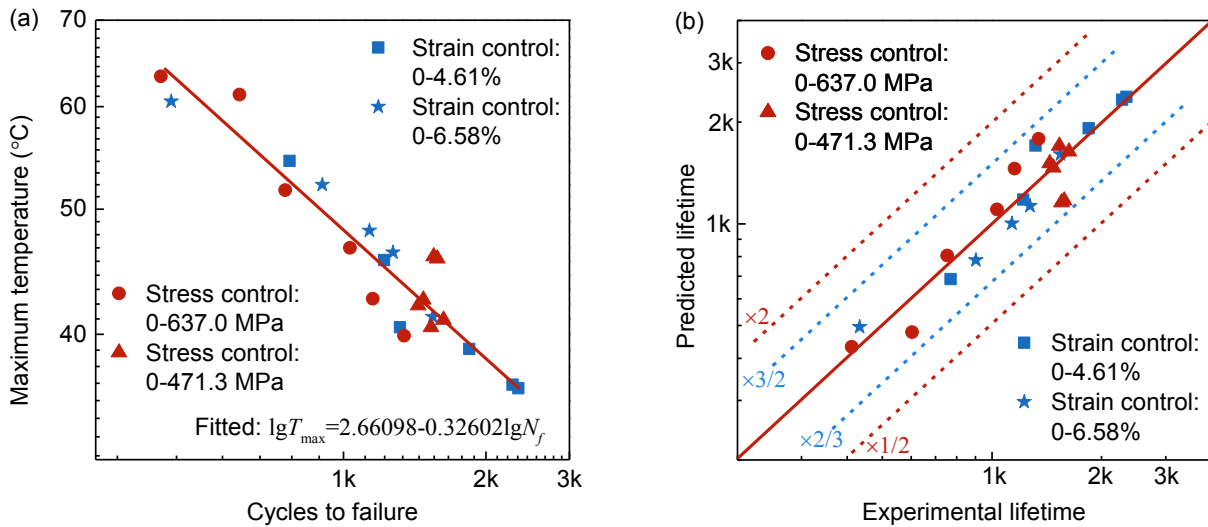 (a)
70
60
50
40
Maximum temperature (°C)
Strain control:
0-4.61%
Strain control:
0-6.58%
Stress control:
0-637.0 MPa
Stress control:
0-471.3 MPa
Fitted: lgTmax=2.66098-0.32602lgNf
1k
2k
3k
Cycles to failure
(b)
3k
2k
1k
Predicted lifetime
Stress control:
0-637.0 MPa
Stress control:
0-471.3 MPa
×2
×3/2
×2/3
×1/2
Strain control:
0-4.61%
Strain control:
0-6.58%
1k
2k
3k
Experimental lifetime